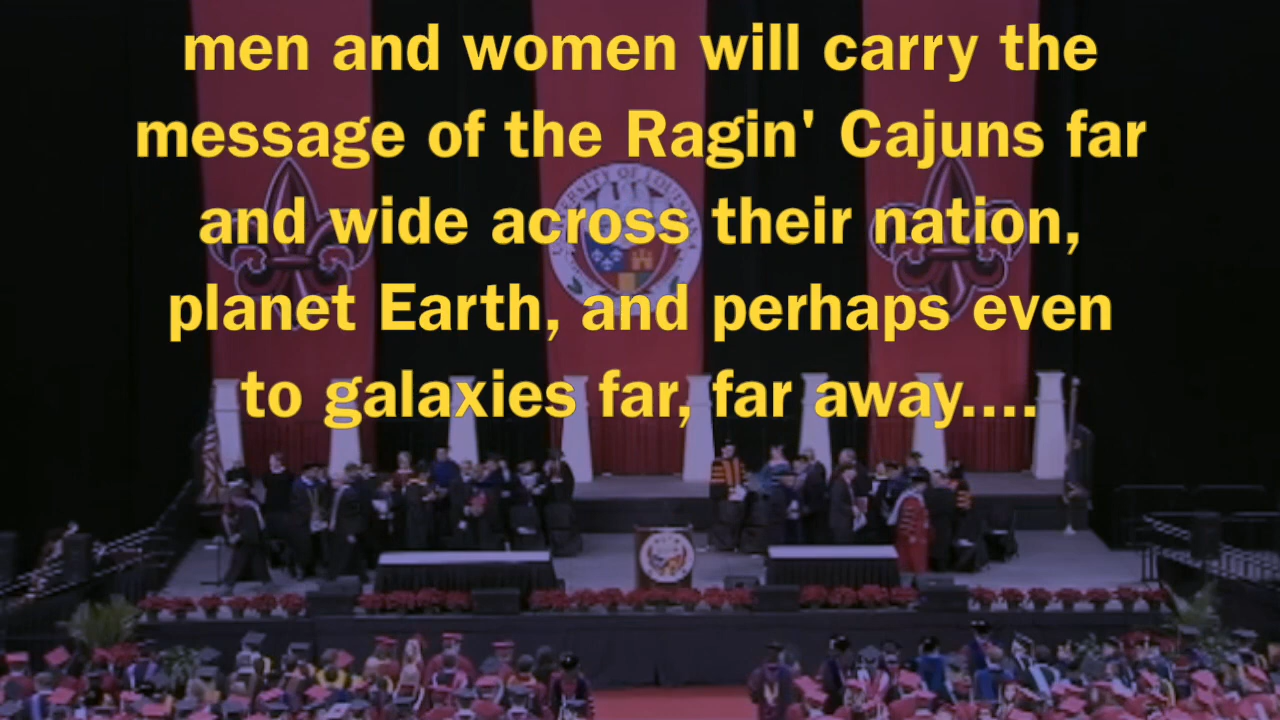 men and women will carry the
message of the Ragin' Cajuns far
and wide across their nation,
planet Earth, and perhaps even
to galaxies far, far away....